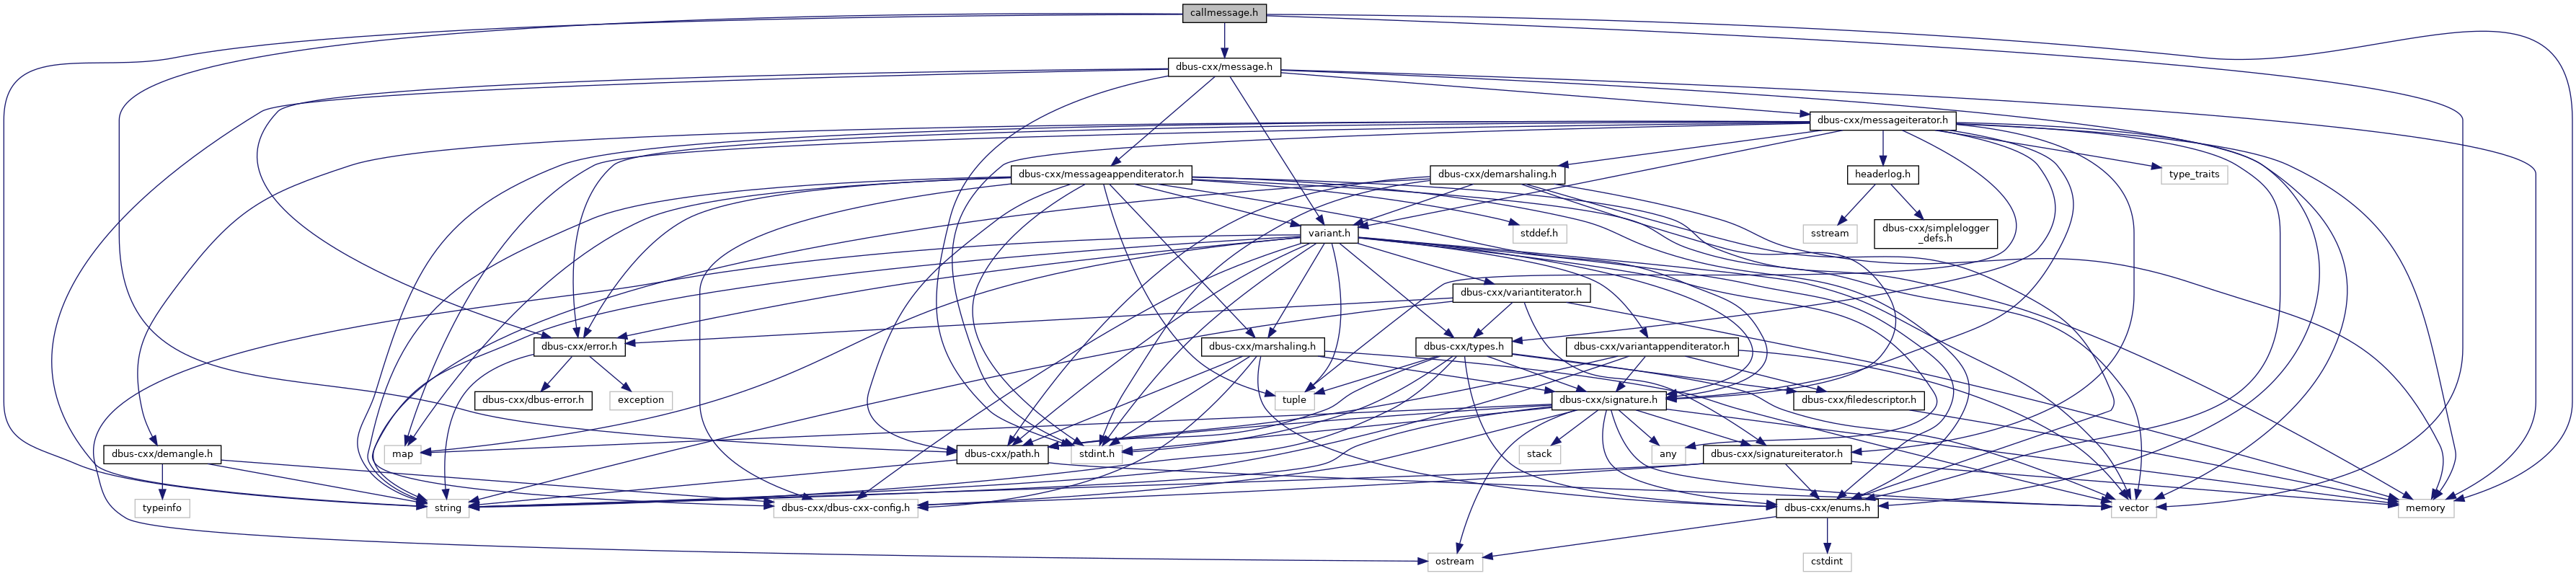 callmessage.h
dbus-cxx/message.h
dbus-cxx/messageiterator.h
dbus-cxx/messageappenditerator.h
dbus-cxx/demarshaling.h
headerlog.h
type_traits
variant.h
stddef.h
sstream
dbus-cxx/simplelogger
_defs.h
dbus-cxx/variantiterator.h
dbus-cxx/error.h
dbus-cxx/marshaling.h
dbus-cxx/types.h
dbus-cxx/variantappenditerator.h
dbus-cxx/dbus-error.h
exception
tuple
dbus-cxx/signature.h
dbus-cxx/filedescriptor.h
dbus-cxx/demangle.h
map
dbus-cxx/path.h
stdint.h
stack
any
dbus-cxx/signatureiterator.h
typeinfo
string
dbus-cxx/dbus-cxx-config.h
dbus-cxx/enums.h
vector
memory
ostream
cstdint